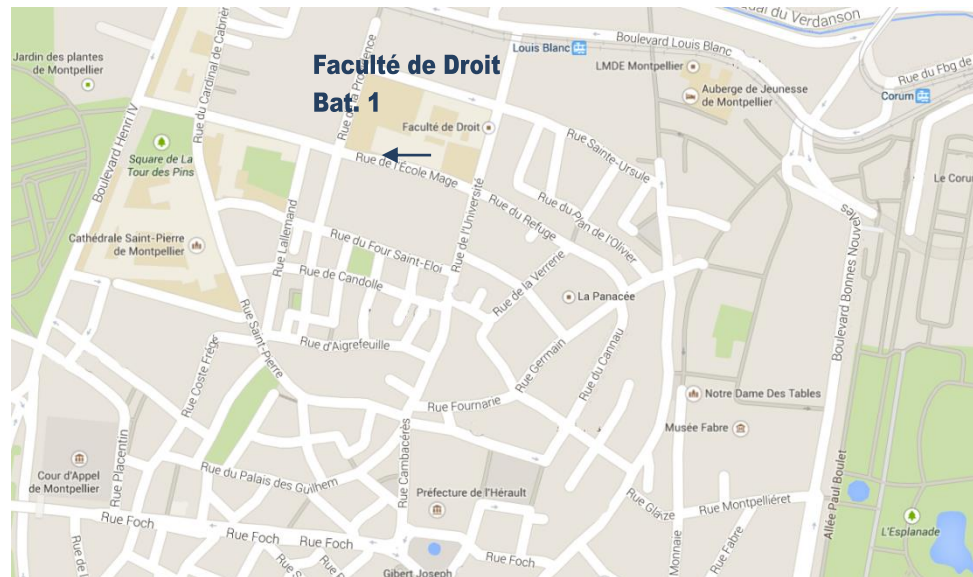 Quai du Verdanson
Louis Blanc
Boulevard Louis Blanc
Jardin des plantes
de Montpellier
Rue du Cardinal de Cabrières
Rue de la Providence
Faculté de Droit
Bat. 1
LMDE Montpellier
Rue du Fbg de
Auberge de Jeunesse
de Montpellier
Corum
Boulevard Henri IV
Faculté de Droit
Rue Sainte-Ursule
Square de La
Tour des Pins
Rue de l'École Mage
Le Coru
Rue Lallemand
Rue de l'Université
Rue du Refuge
Rue du Plan de l'Olivier
Cathédrale Saint-Pierre
de Montpellier
Rue du Four Saint-Eloi
Rue de la Verrerie
Boulevard Bonnes Nouvelles
Rue de Candolle
La Panacée
Rue Saint-Pierre
Rue d'Aigrefeuille
Rue Coste Frège
Rue Germain
Rue du Cannau
Rue Fournarie
Notre Dame Des Tables
Musée Fabre
Rue Cambacérès
Cour d'Appel
de Montpellier
Rue Placentin
Rue du Palais des Guilhem
Préfecture de l'Hérault
Rue Glaize
Rue Montpelliéret
Allée Paul Boulet
Rue Foch
Rue Foch
Rue Foch
Rue Foch
L'Esplanade
Monnaie
Rue Fabre
Rue de l
Gibert Joseph